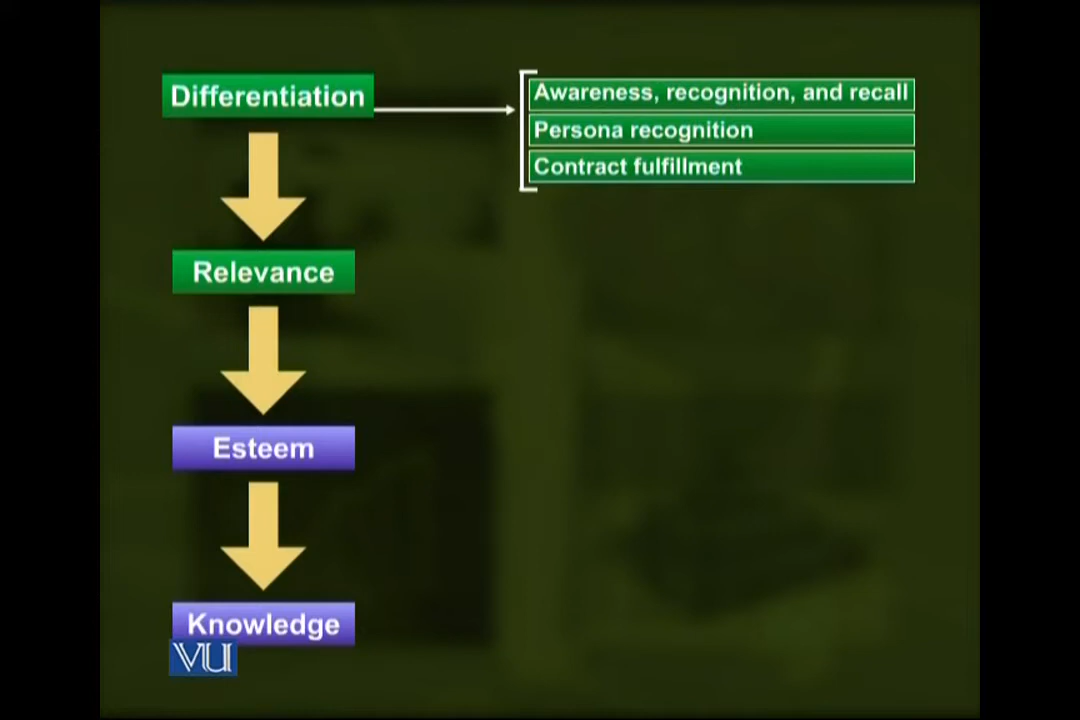 Differentiation
Awareness, recognition, and recall
Persona recognition
Contract fulfillment
Relevance
Esteem
Knowledge
VU